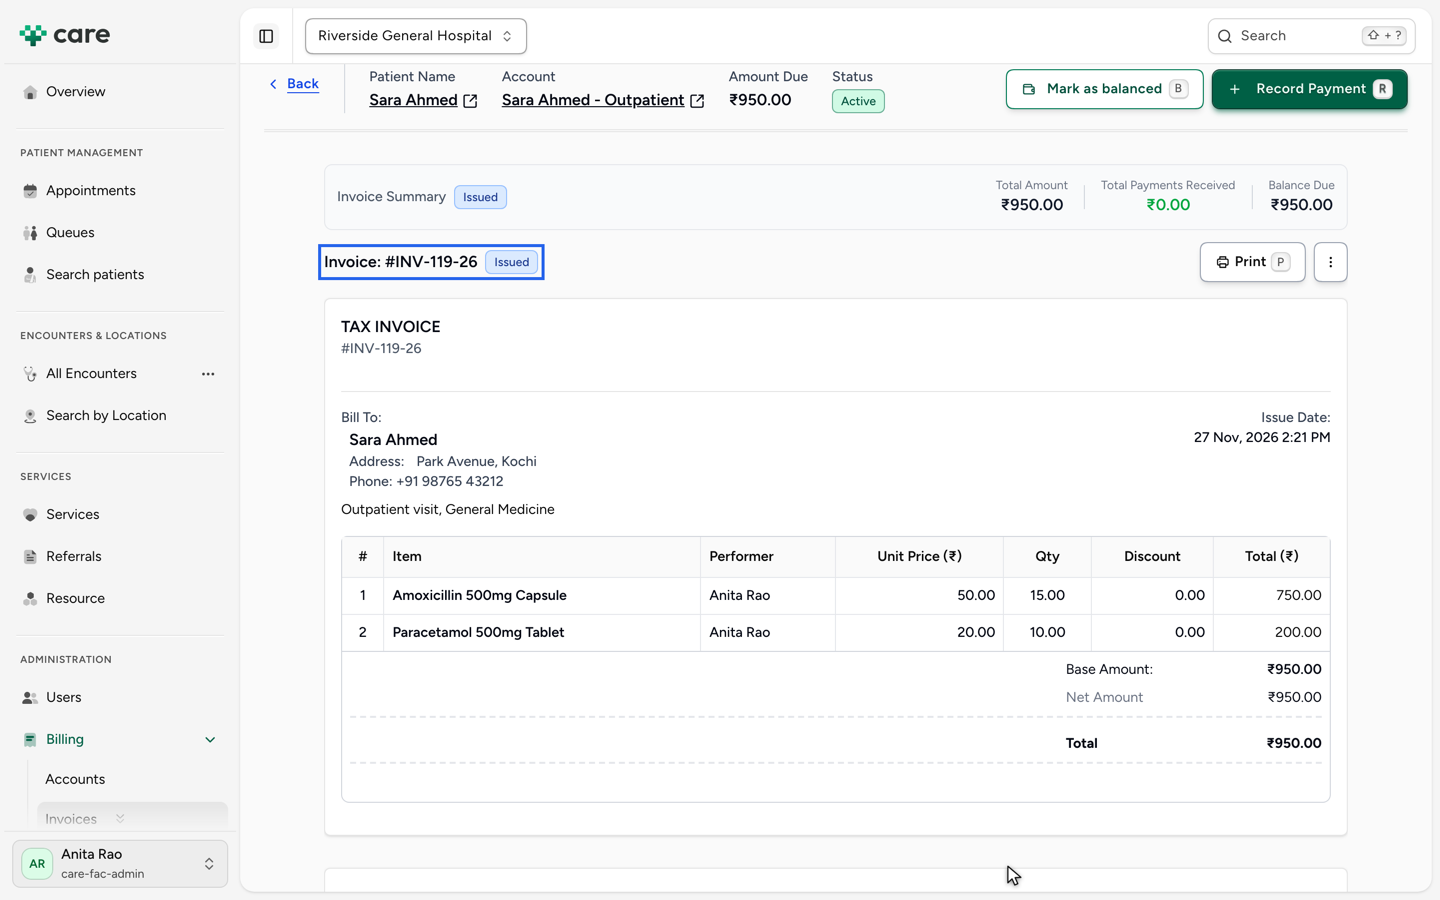 care
Riverside General Hospital
Search
+ ?
Overview
PATIENT MANAGEMENT
Appointments
Queues
Search patients
ENCOUNTERS & LOCATIONS
All Encounters
Search by Location
SERVICES
Services
Referrals
Resource
ADMINISTRATION
Users
Billing
Accounts
Invoices
AR
Anita Rao
care-fac-admin
Back
Patient Name
Sara Ahmed
Account
Sara Ahmed - Outpatient
Amount Due
₹950.00
Status
Active
Mark as balanced B
+ Record Payment R
Invoice Summary Issued
Total Amount
₹950.00
Total Payments Received
₹0.00
Balance Due
₹950.00
Invoice: #INV-119-26 Issued
Print P
TAX INVOICE
#INV-119-26
Bill To:
Sara Ahmed
Address: Park Avenue, Kochi
Phone: +91 98765 43212
Issue Date:
27 Nov, 2026 2:21 PM
Outpatient visit, General Medicine
# Item Performer Unit Price (₹) Qty Discount Total (₹)
1 Amoxicillin 500mg Capsule Anita Rao 50.00 15.00 0.00 750.00
2 Paracetamol 500mg Tablet Anita Rao 20.00 10.00 0.00 200.00
Base Amount: ₹950.00
Net Amount ₹950.00
Total ₹950.00